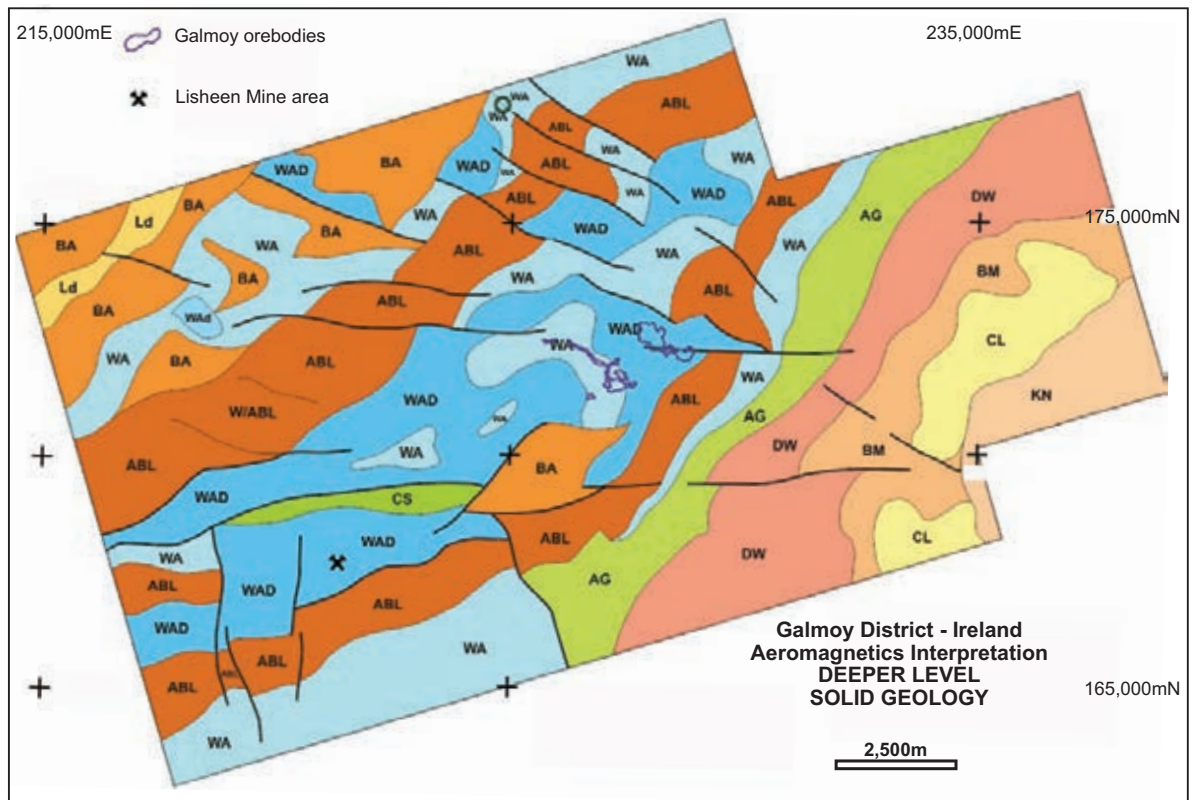 215,000mE
Galmoy orebodies
235,000mE
Lisheen Mine area
WA
WA
ABL
WA
ABL
BA
WA
WAD
WAD
ABL
WA
WA
BA
ABL
WA
WAD
ABL
DW
Ld
WA
AG
175,000mN
BA
BA
WAD
WA
WA
ABL
WA
BM
Ld
BA
WA
ABL
BA
ABL
WAd
WAD
CL
WA
WA
BA
ABL
WA
KN
WAD
ABL
W/ABL
WA
AG
WA
DW
BM
ABL
BA
WAD
CS
WAD
ABL
CL
WA
DW
ABL
WAD
AG
ABL
WAD
Galmoy District - Ireland
WA
Aeromagnetics Interpretation
ABL
DEEPER LEVEL
ABL
SOLID GEOLOGY
165,000mN
WA
2,500m